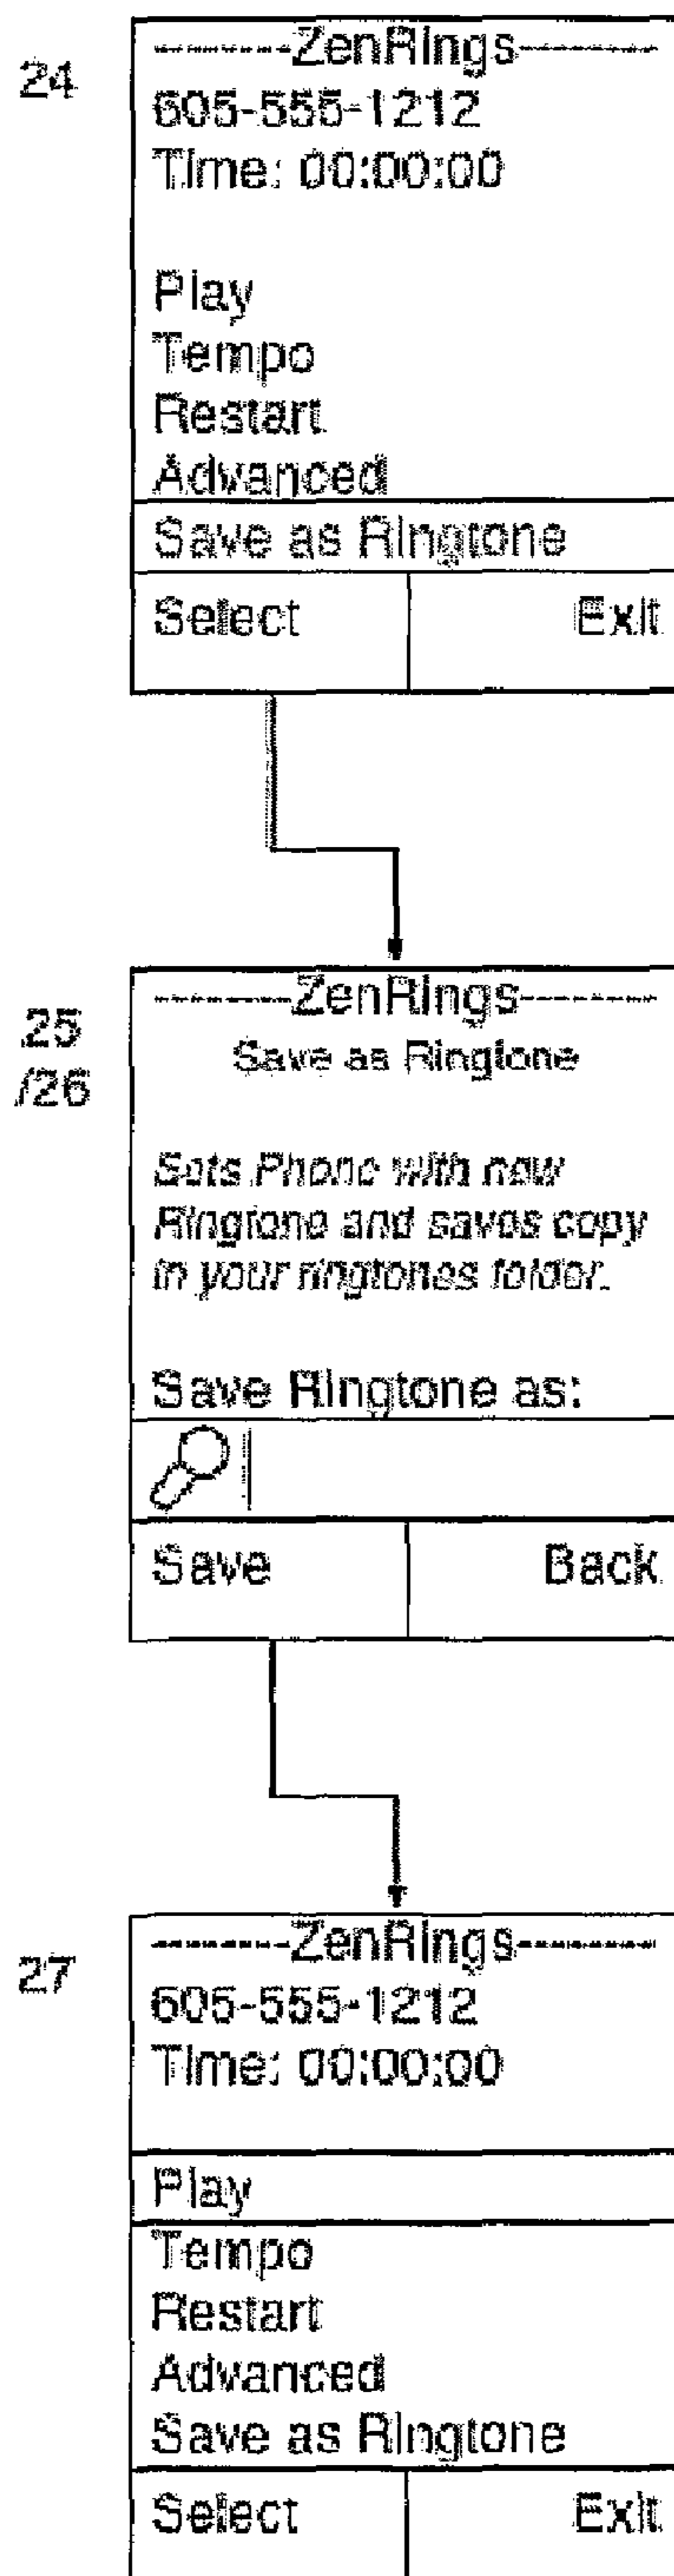 24
ZenRings
605-555-1212
Time: 00:00:00
Play
Tempo
Restart
Advanced
Save as Ringtone
Select Exit
25
/26
ZenRings
Save as Ringtone
Sets Phone with new
Ringtone and saves copy
in your ringtones folder.
Save Ringtone as:
Save Back
27
ZenRings
605-555-1212
Time: 00:00:00
Play
Tempo
Restart
Advanced
Save as Ringtone
Select Exit